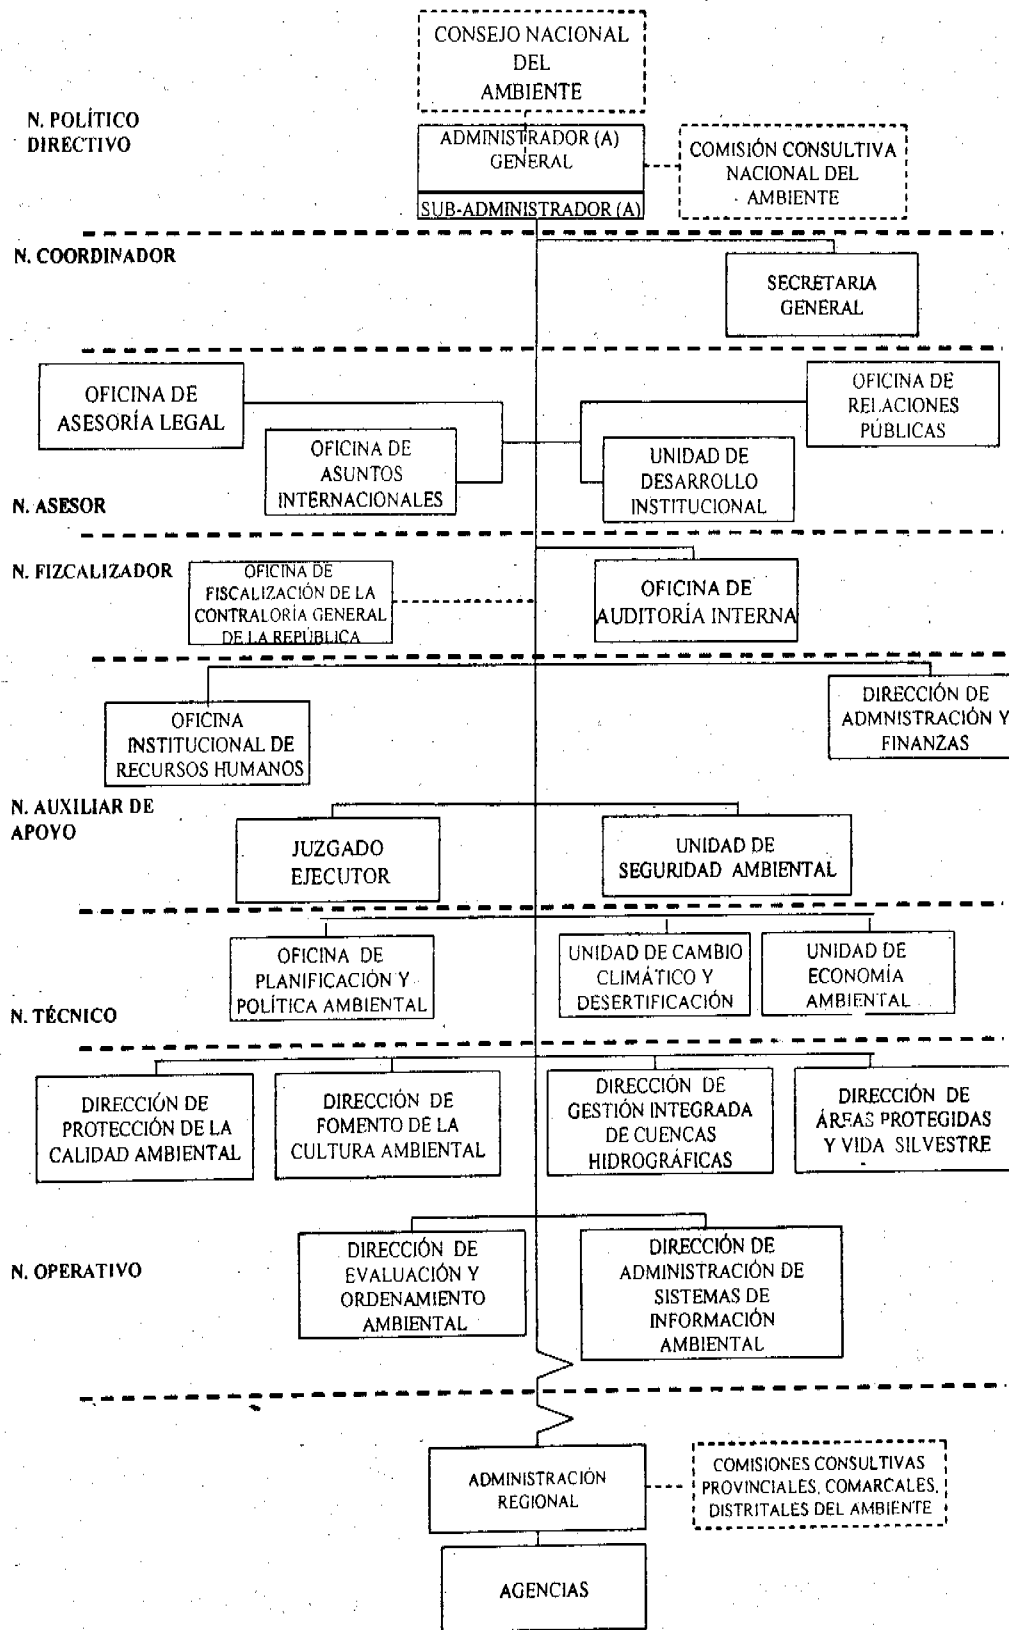 CONSEJO NACIONAL
DEL
AMBIENTE
N. POLÍTICO
DIRECTIVO
ADMINISTRADOR (A)
GENERAL
SUB-ADMINISTRADOR (A)
COMISIÓN CONSULTIVA
NACIONAL DEL
AMBIENTE
N. COORDINADOR
SECRETARIA
GENERAL
OFICINA DE
ASESORÍA LEGAL
OFICINA DE
RELACIONES
PÚBLICAS
OFICINA DE
ASUNTOS
INTERNACIONALES
UNIDAD DE
DESARROLLO
INSTITUCIONAL
N. ASESOR
N. FIZCALIZADOR
OFICINA DE
FISCALIZACIÓN DE LA
CONTRALORÍA GENERAL
DE LA REPÚBLICA
OFICINA DE
AUDITORÍA INTERNA
OFICINA
INSTITUCIONAL DE
RECURSOS HUMANOS
DIRECCIÓN DE
ADMNISTRACIÓN Y
FINANZAS
N. AUXILIAR DE
APOYO
JUZGADO
EJECUTOR
UNIDAD DE
SEGURIDAD AMBIENTAL
OFICINA DE
PLANIFICACIÓN Y
POLÍTICA AMBIENTAL
UNIDAD DE CAMBIO
CLIMÁTICO Y
DESERTIFICACIÓN
UNIDAD DE
ECONOMÍA
AMBIENTAL
N. TÉCNICO
DIRECCIÓN DE
PROTECCIÓN DE LA
CALIDAD AMBIENTAL
DIRECCIÓN DE
FOMENTO DE LA
CULTURA AMBIENTAL
DIRECCIÓN DE
GESTIÓN INTEGRADA
DE CUENCAS
HIDROGRÁFICAS
DIRECCIÓN DE
ÁREAS PROTEGIDAS
Y VIDA SILVESTRE
N. OPERATIVO
DIRECCIÓN DE
EVALUACIÓN Y
ORDENAMIENTO
AMBIENTAL
DIRECCIÓN DE
ADMINISTRACIÓN DE
SISTEMAS DE
INFORMACIÓN
AMBIENTAL
ADMINISTRACIÓN
REGIONAL
COMISIONES CONSULTIVAS
PROVINCIALES, COMARCALES,
DISTRITALES DEL AMBIENTE
AGENCIAS